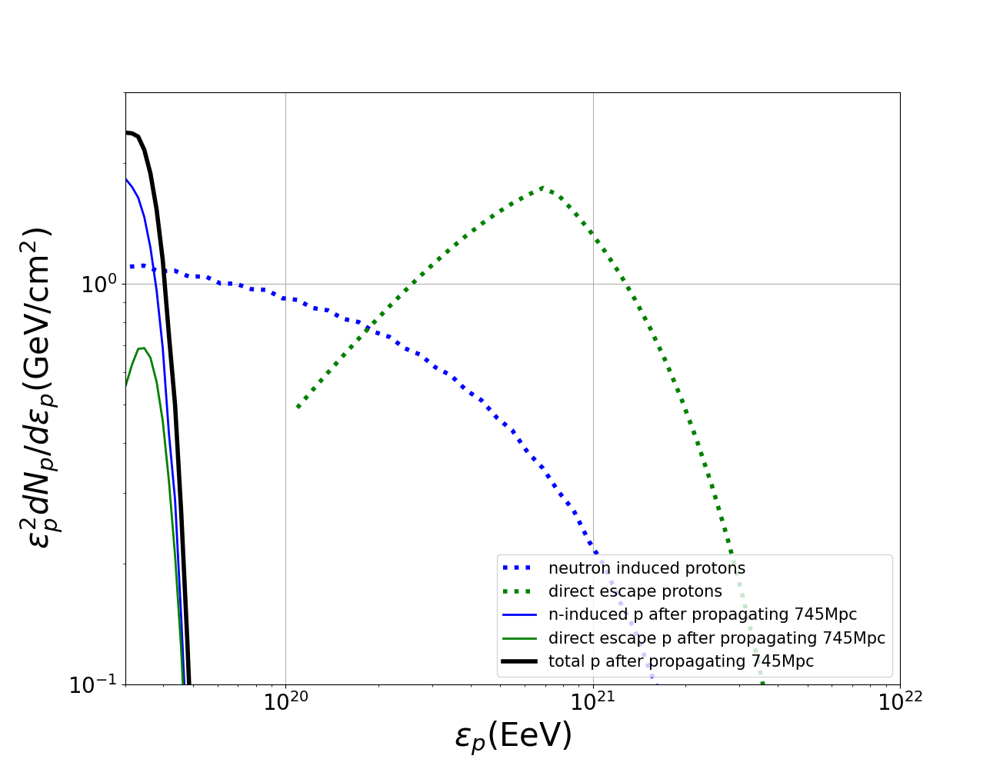 ε_p^2 dN_p/dε_p(GeV/cm^2)
10^0
10^−1
10^20
10^21
10^22
ε_p(EeV)
neutron induced protons
direct escape protons
n-induced p after propagating 745Mpc
direct escape p after propagating 745Mpc
total p after propagating 745Mpc